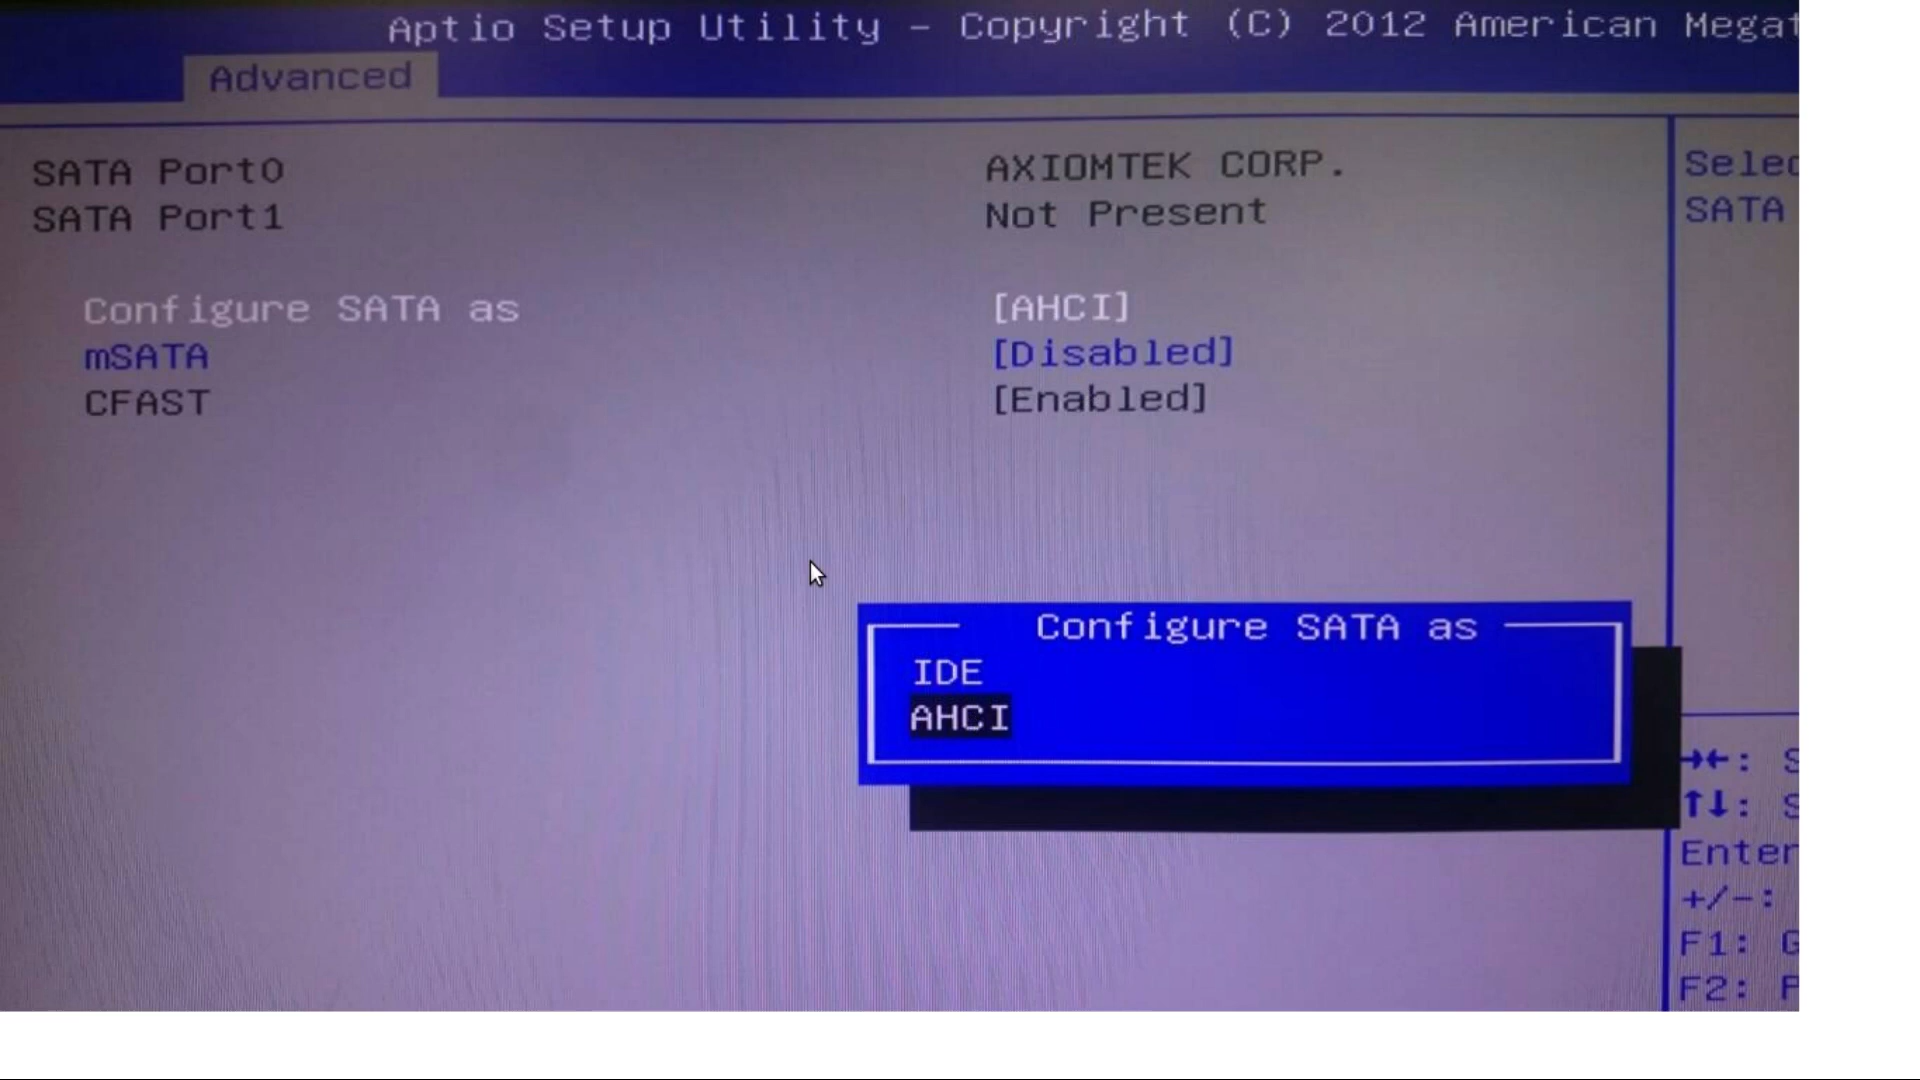 Aptio Setup Utility - Copyright (C) 2012 American
Advanced
SATA Port0 AXIOMTEK CORP.
SATA Port1 Not Present
SATA
Configure SATA as [AHCI]
mSATA [Disabled]
CFAST [Enabled]
Configure SATA as
IDE
AHCI
→←:
↑↓:
Enter
+/-:
F1:
F2: